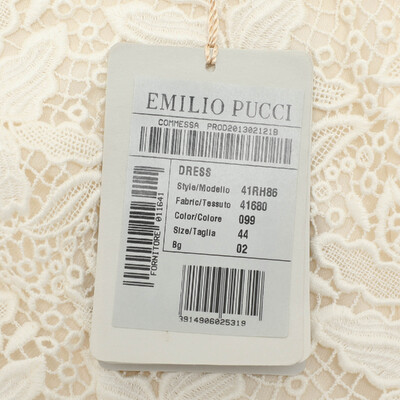 EMILIO PUCCI
COMMESSA PROD201302121B
DRESS
Style/Modello 41RH86
Fabric/Tessuto 41680
Color/Colore 099
Size/Taglia 44
Bg 02
FORNITORE: 011641